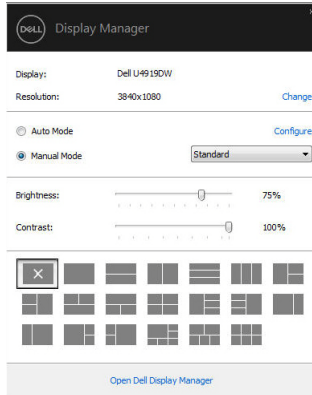 DELL Display Manager
Display: Dell U4919DW
Resolution: 3840x1080 Change
Auto Mode Configure
Manual Mode Standard
Brightness: 75%
Contrast: 100%
Open Dell Display Manager